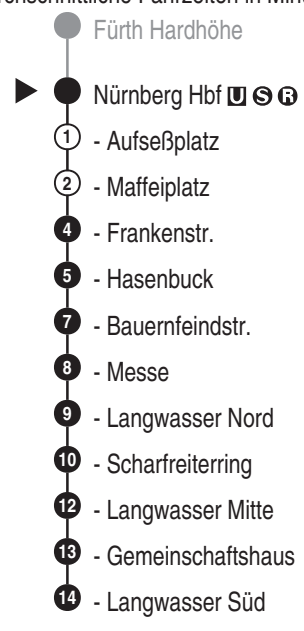 Fürth Hardhöhe
Nürnberg Hbf U S R
1 - Aufseßplatz
2 - Maffeiplatz
4 - Frankenstr.
5 - Hasenbuck
7 - Bauernfeindstr.
8 - Messe
9 - Langwasser Nord
10 - Scharfreiterring
12 - Langwasser Mitte
13 - Gemeinschaftshaus
14 - Langwasser Süd